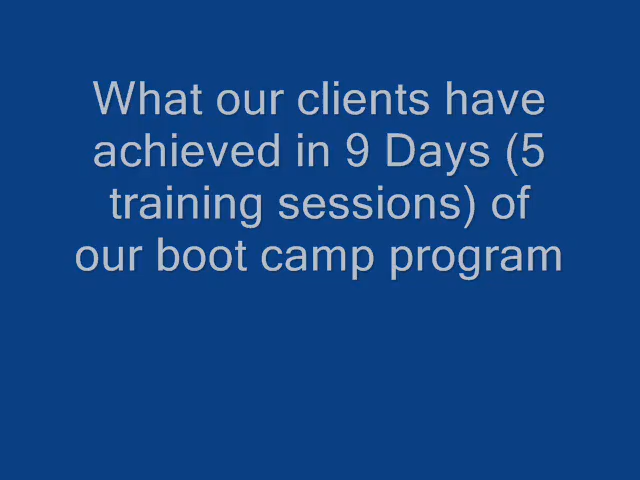 What our clients have
achieved in 9 Days (5
training sessions) of
our boot camp program